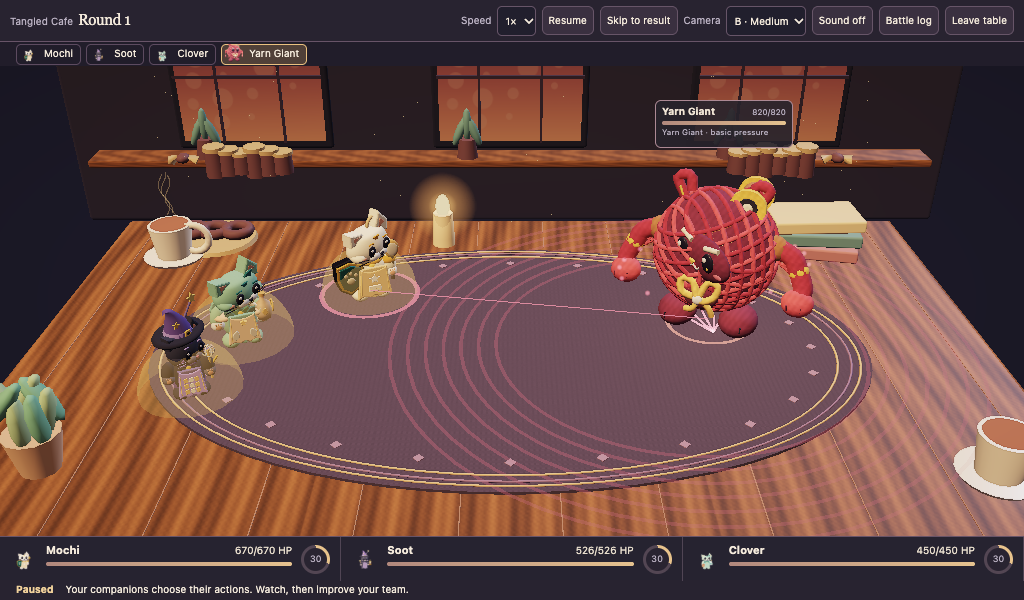 Tangled Cafe Round 1
Speed 1x Resume Skip to result Camera B · Medium Sound off Battle log Leave table
Mochi Soot Clover Yarn Giant
Yarn Giant 820/820
Yarn Giant · basic pressure
Mochi 670/670 HP 30
Soot 526/526 HP 30
Clover 450/450 HP 30
Paused Your companions choose their actions. Watch, then improve your team.